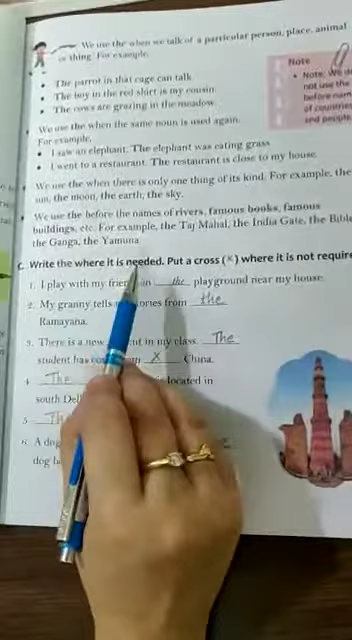 We use the when we talk of a particular person, place, animal
or thing. For example,
• The parrot in that cage can talk.
• The boy in the red shirt is my cousin.
• The cows are grazing in the meadow.
Note
• Note: We do
not use the
before nam
of countries
and people
We use the when the same noun is used again.
For example,
• I saw an elephant. The elephant was eating grass
• I went to a restaurant. The restaurant is close to my house.
We use the when there is only one thing of its kind. For example, the
sun, the moon, the earth, the sky.
We use the before the names of rivers, famous books, famous
buildings, etc. For example, the Taj Mahal, the India Gate, the Bible
the Ganga, the Yamuna.
C. Write the where it is needed. Put a cross (×) where it is not require
1. I play with my in the playground near my house.
2. My granny tells from the
Ramayana.
3. There is a new in my class. The
student has X China.
4 The located in
south
5
6. A dog
dog